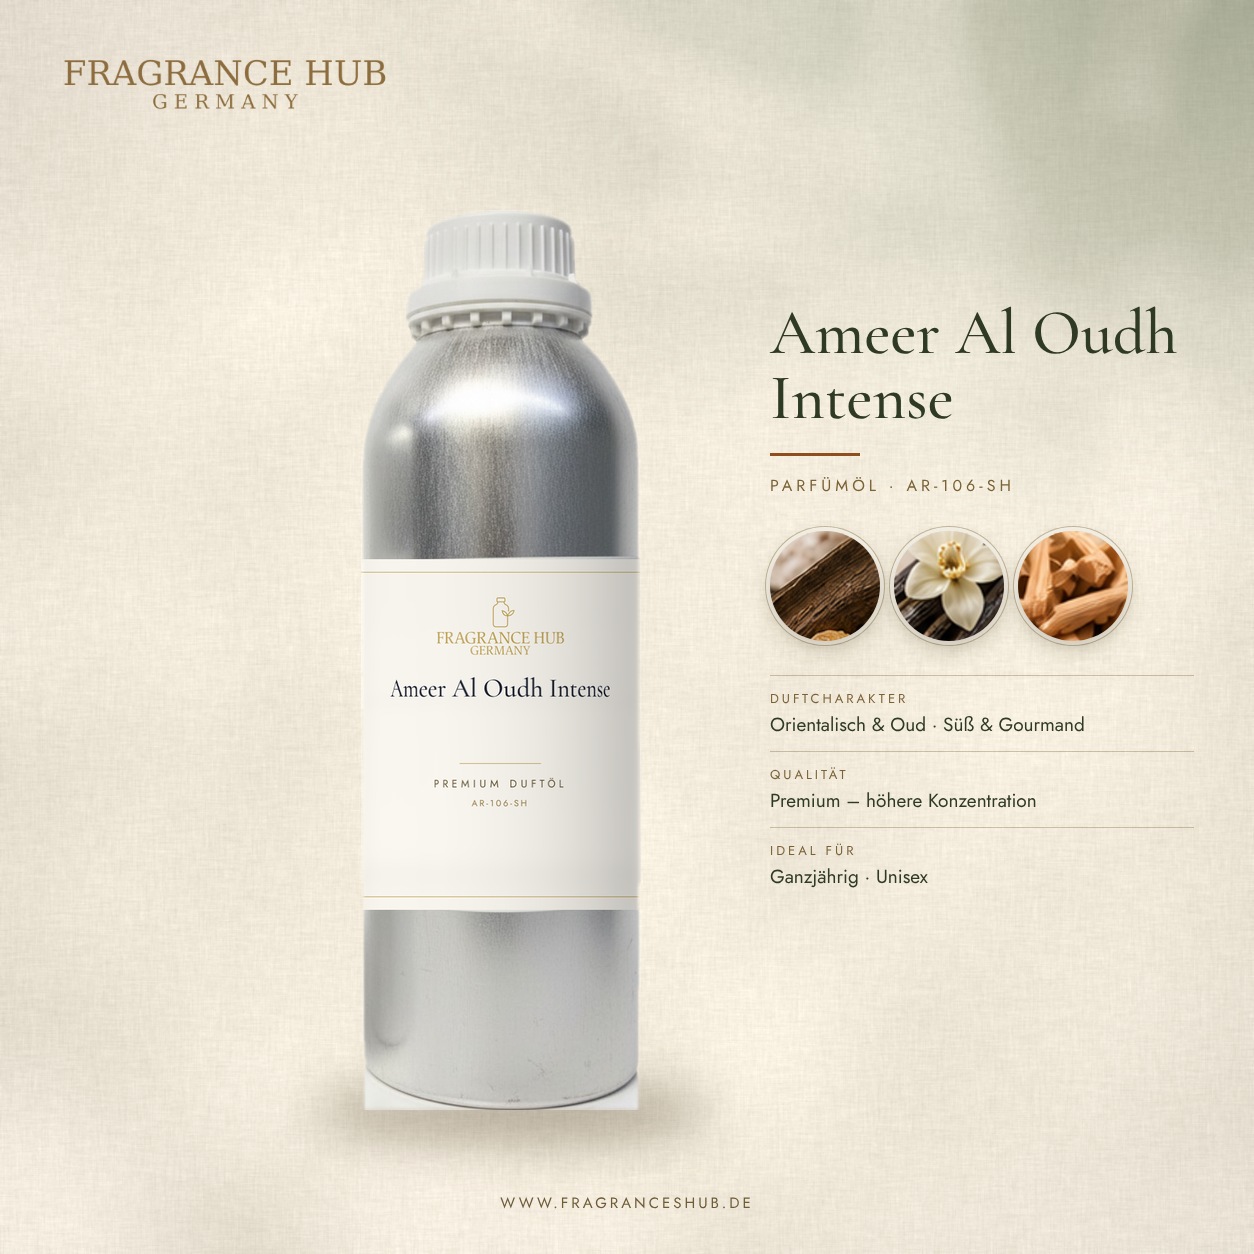 FRAGRANCE HUB
GERMANY
Ameer Al Oudh
Intense
PARFÜMÖL · AR-106-SH
FRAGRANCE HUB
GERMANY
Ameer Al Oudh Intense
PREMIUM DUFTÖL
AR-106-SH
DUFTCHARAKTER
Orientalisch & Oud · Süß & Gourmand
QUALITÄT
Premium – höhere Konzentration
IDEAL FÜR
Ganzjährig · Unisex
WWW.FRAGRANCESHUB.DE